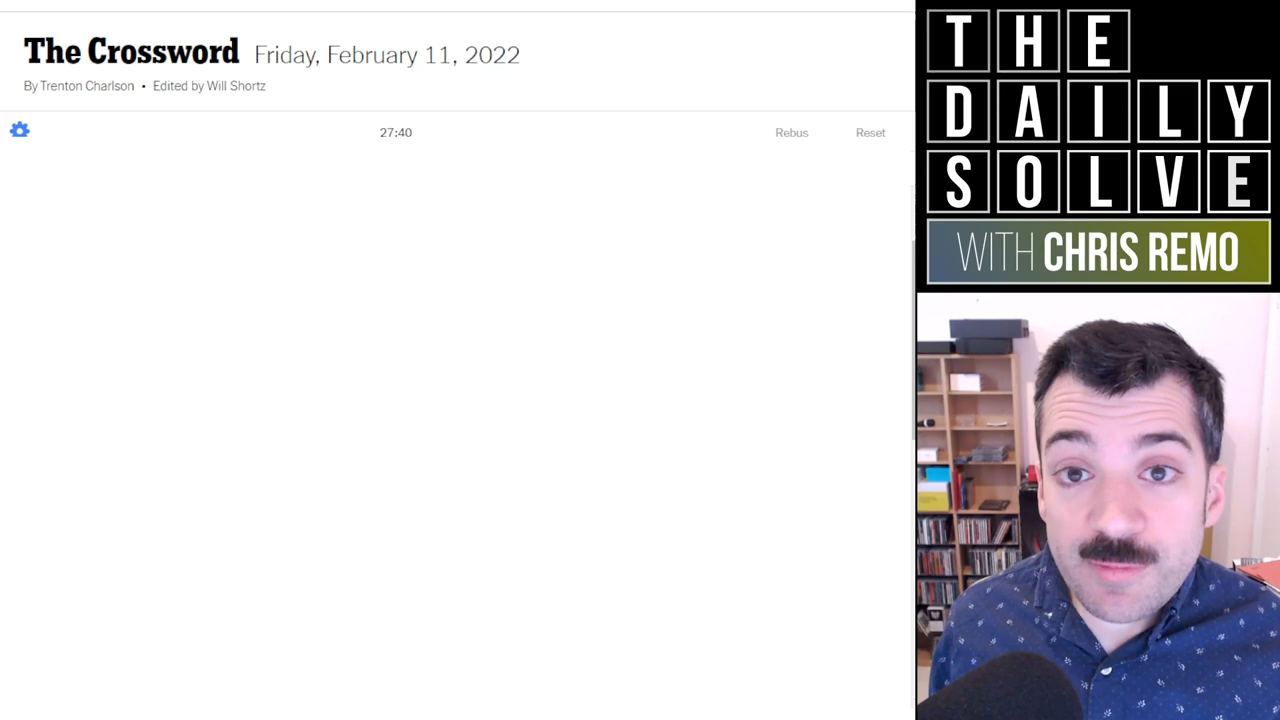 The Crossword Friday, February 11, 2022
By Trenton Charlson • Edited by Will Shortz
27:40 Rebus Reset
THE
DAILY
SOLVE
WITH CHRIS REMO